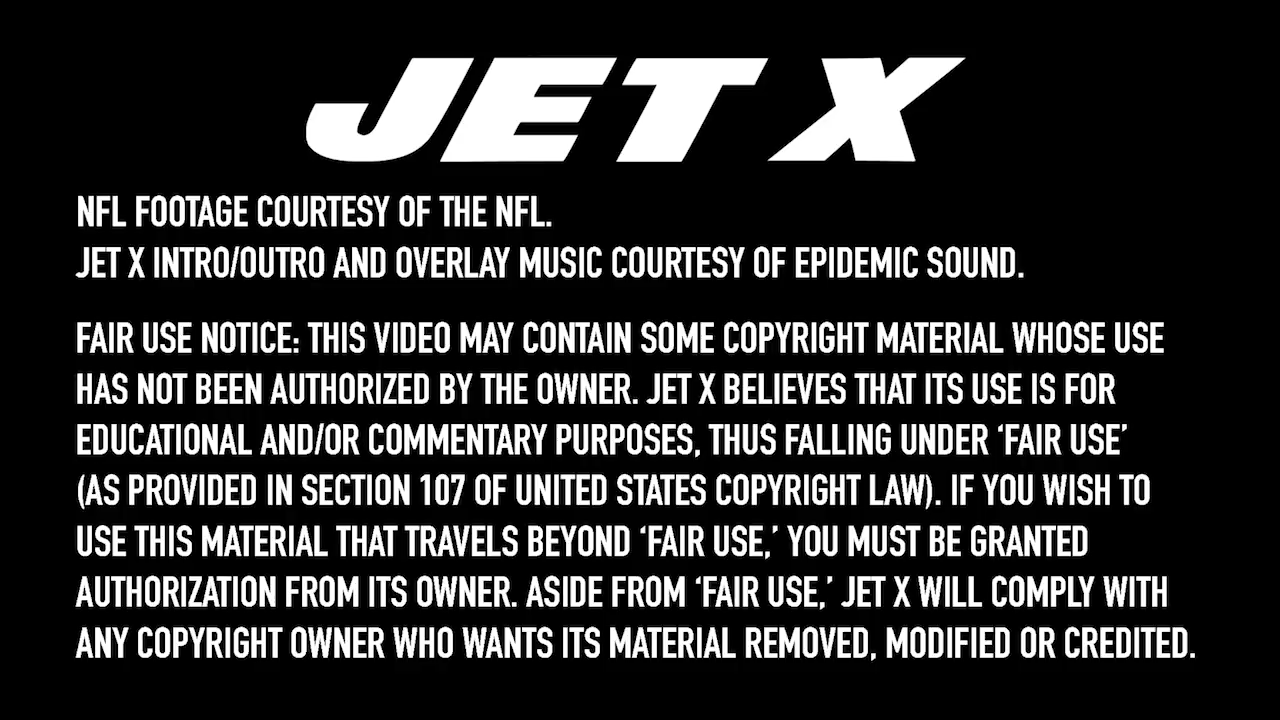 JET X
NFL FOOTAGE COURTESY OF THE NFL.
JET X INTRO/OUTRO AND OVERLAY MUSIC COURTESY OF EPIDEMIC SOUND.
FAIR USE NOTICE: THIS VIDEO MAY CONTAIN SOME COPYRIGHT MATERIAL WHOSE USE
HAS NOT BEEN AUTHORIZED BY THE OWNER. JET X BELIEVES THAT ITS USE IS FOR
EDUCATIONAL AND/OR COMMENTARY PURPOSES, THUS FALLING UNDER ‘FAIR USE’
(AS PROVIDED IN SECTION 107 OF UNITED STATES COPYRIGHT LAW). IF YOU WISH TO
USE THIS MATERIAL THAT TRAVELS BEYOND ‘FAIR USE,’ YOU MUST BE GRANTED
AUTHORIZATION FROM ITS OWNER. ASIDE FROM ‘FAIR USE,’ JET X WILL COMPLY WITH
ANY COPYRIGHT OWNER WHO WANTS ITS MATERIAL REMOVED, MODIFIED OR CREDITED.